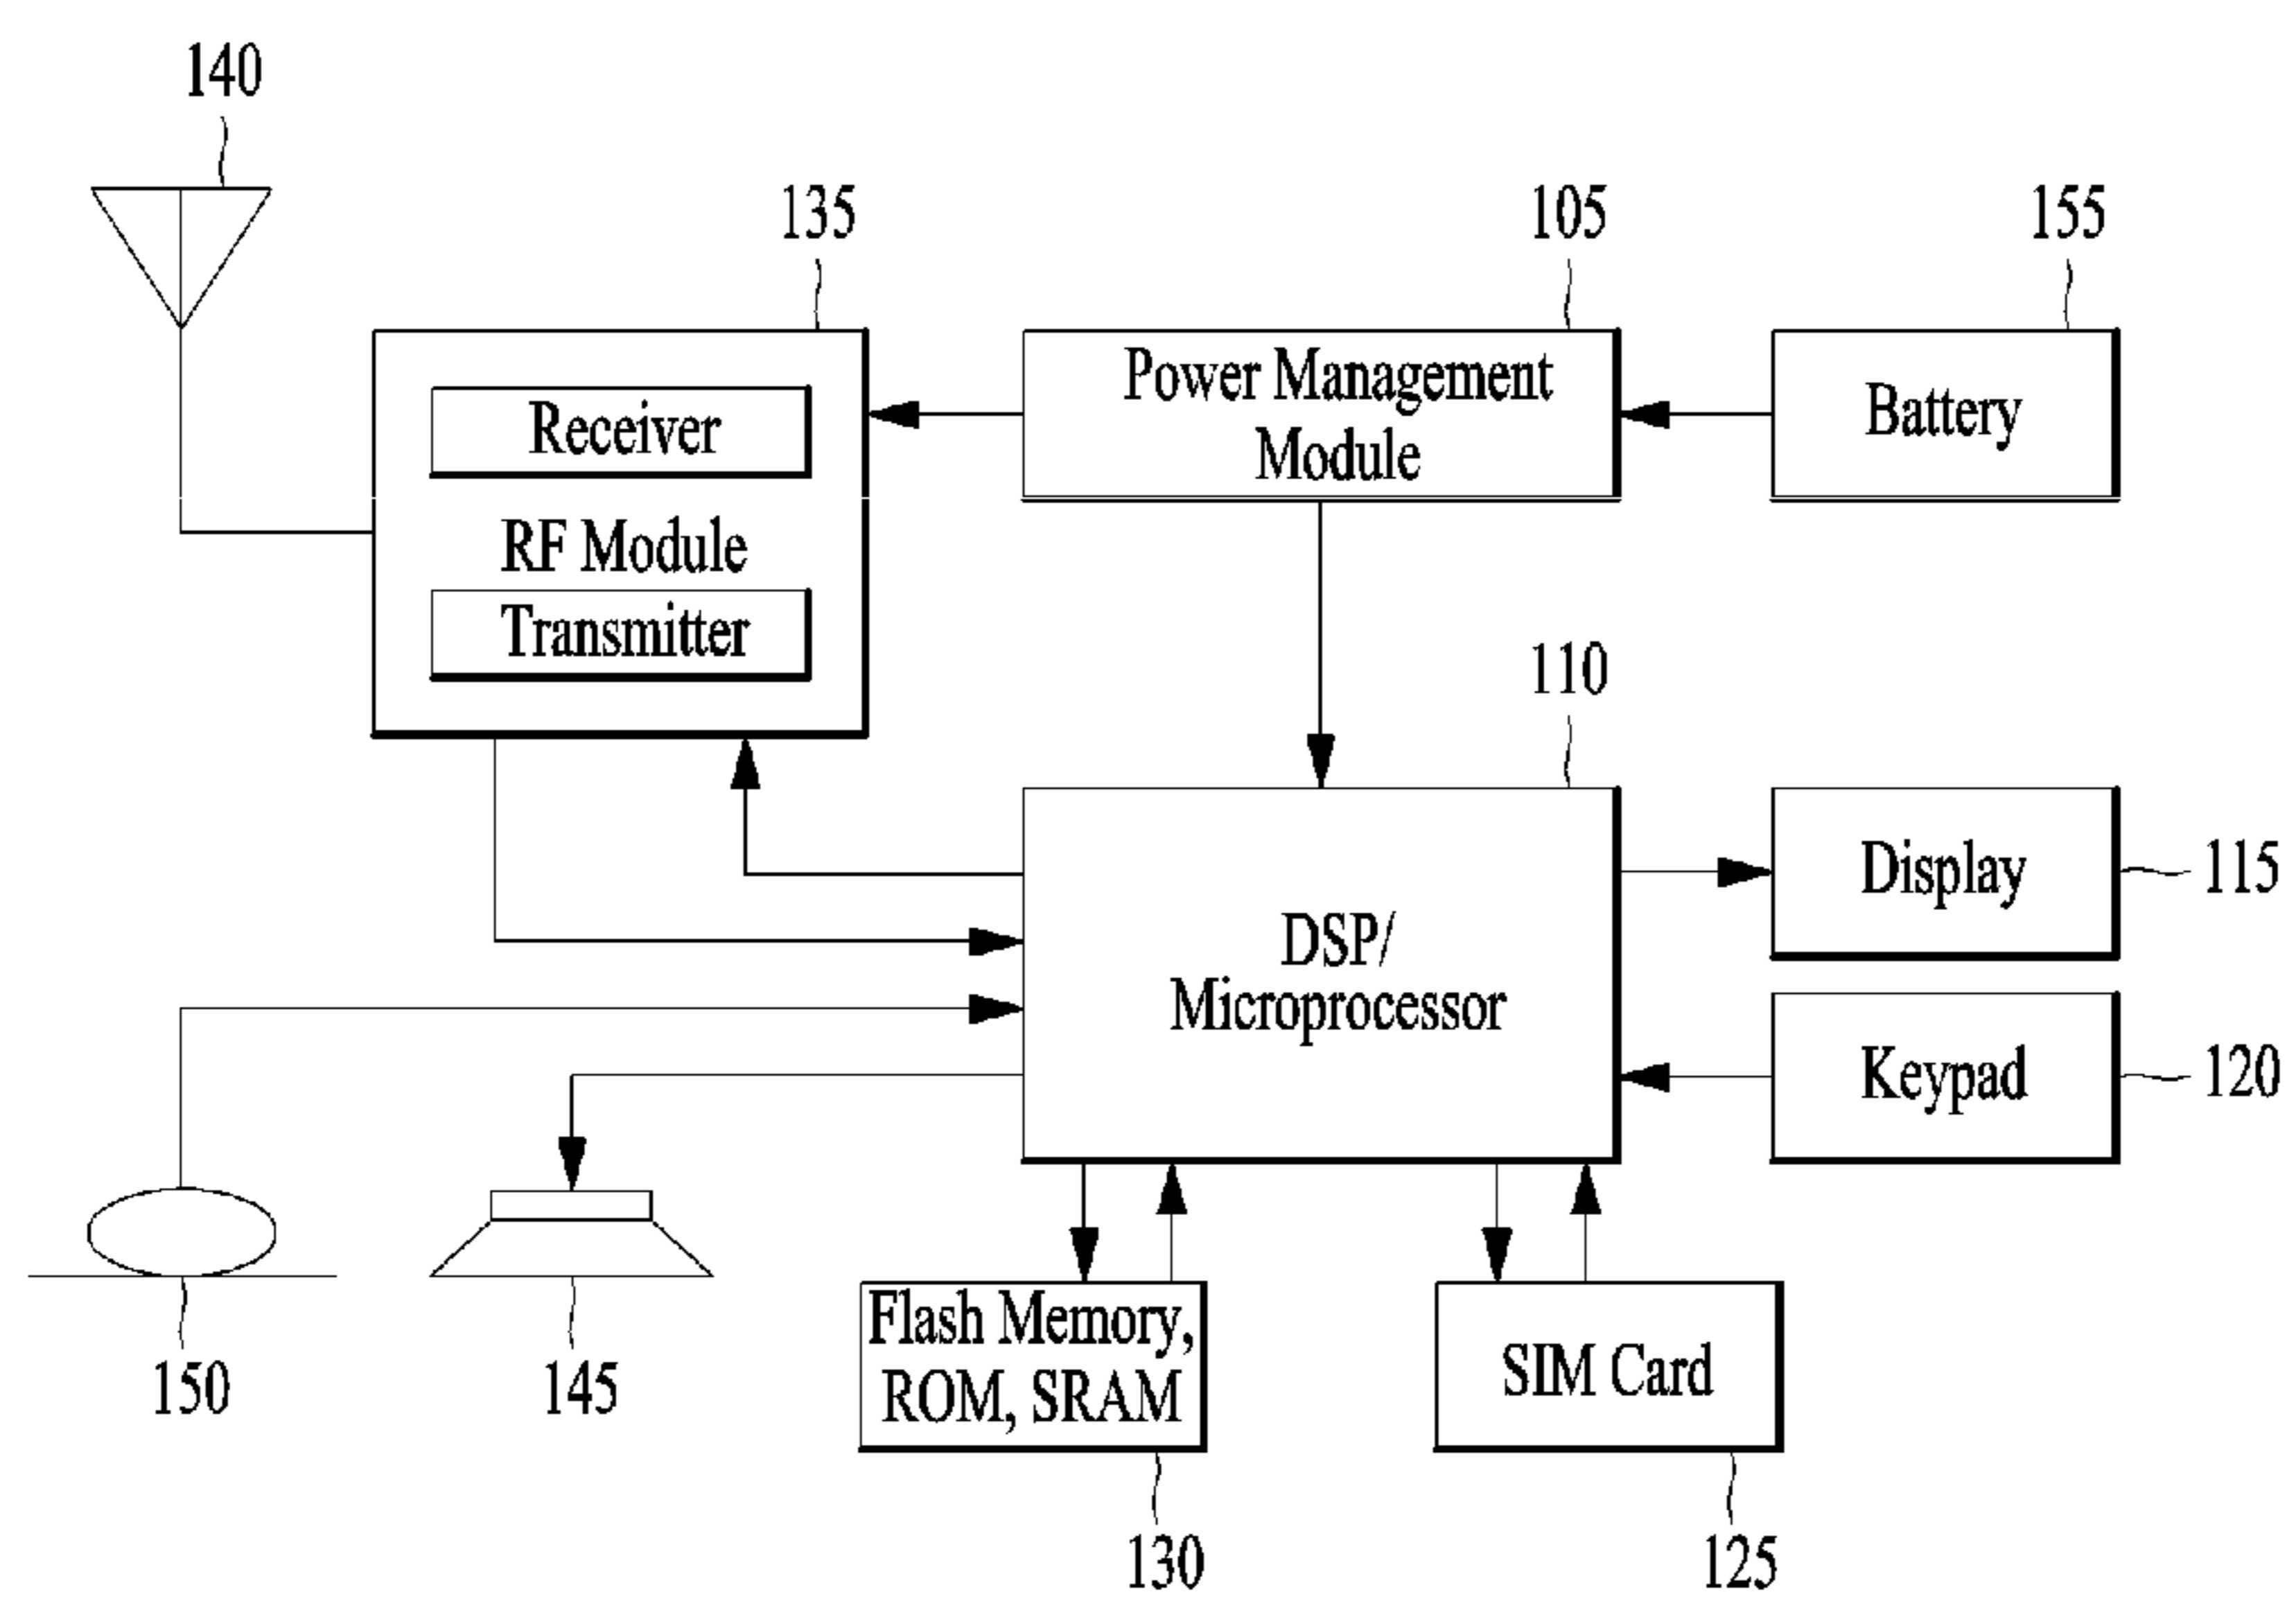 140
135
105
155
Receiver
RF Module
Transmitter
Power Management
Module
Battery
110
DSP/
Microprocessor
Display
115
Keypad
120
150
145
Flash Memory,
ROM, SRAM
SIM Card
130
125